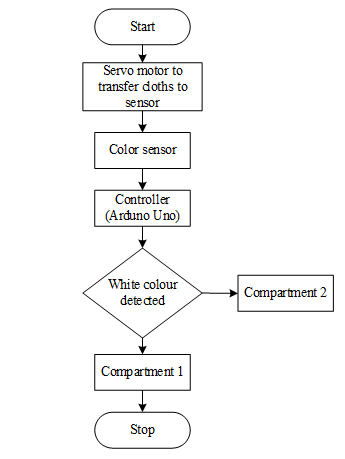 Start
Servo motor to
transfer cloths to
sensor
Color sensor
Controller
(Arduno Uno)
White colour
detected
Compartment 2
Compartment 1
Stop